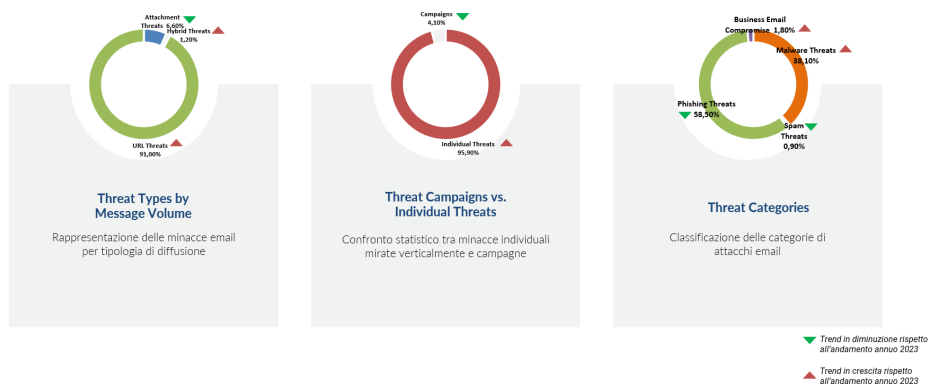 Attachment
Threats 6,60%
Hybrid Threats
1,20%
URL Threats
91,00%
Threat Types by
Message Volume
Rappresentazione delle minacce email
per tipologia di diffusione
Campaigns
4,10%
Individual Threats
95,90%
Threat Campaigns vs.
Individual Threats
Confronto statistico tra minacce individuali
mirate verticalmente e campagne
Business Email
Compromise 1,80%
Malware Threats
38,10%
Phishing Threats
58,50%
Spam
Threats
0,90%
Threat Categories
Classificazione delle categorie di
attacchi email
Trend in diminuzione rispetto
all'andamento annuo 2023
Trend in crescita rispetto
all'andamento annuo 2023